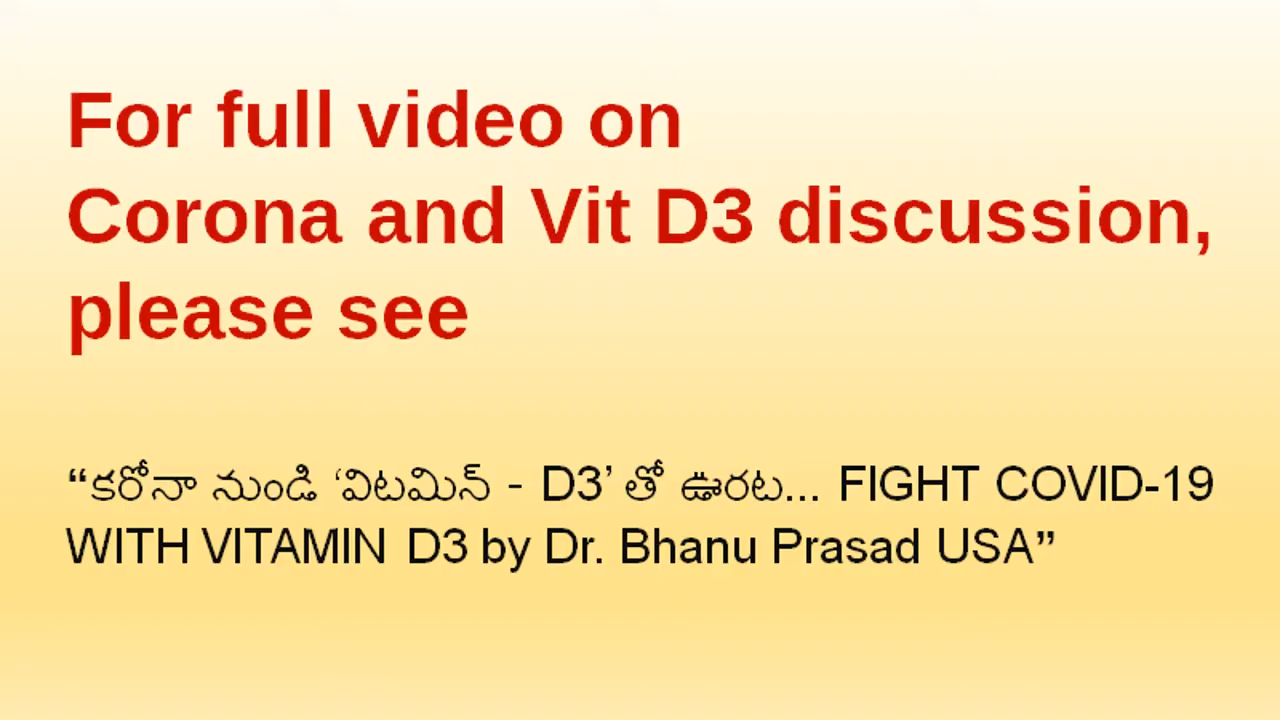 For full video on
Corona and Vit D3 discussion,
please see
“కరోనా నుండి ‘విటమిన్ - D3’ తో ఊరట... FIGHT COVID-19
WITH VITAMIN D3 by Dr. Bhanu Prasad USA”